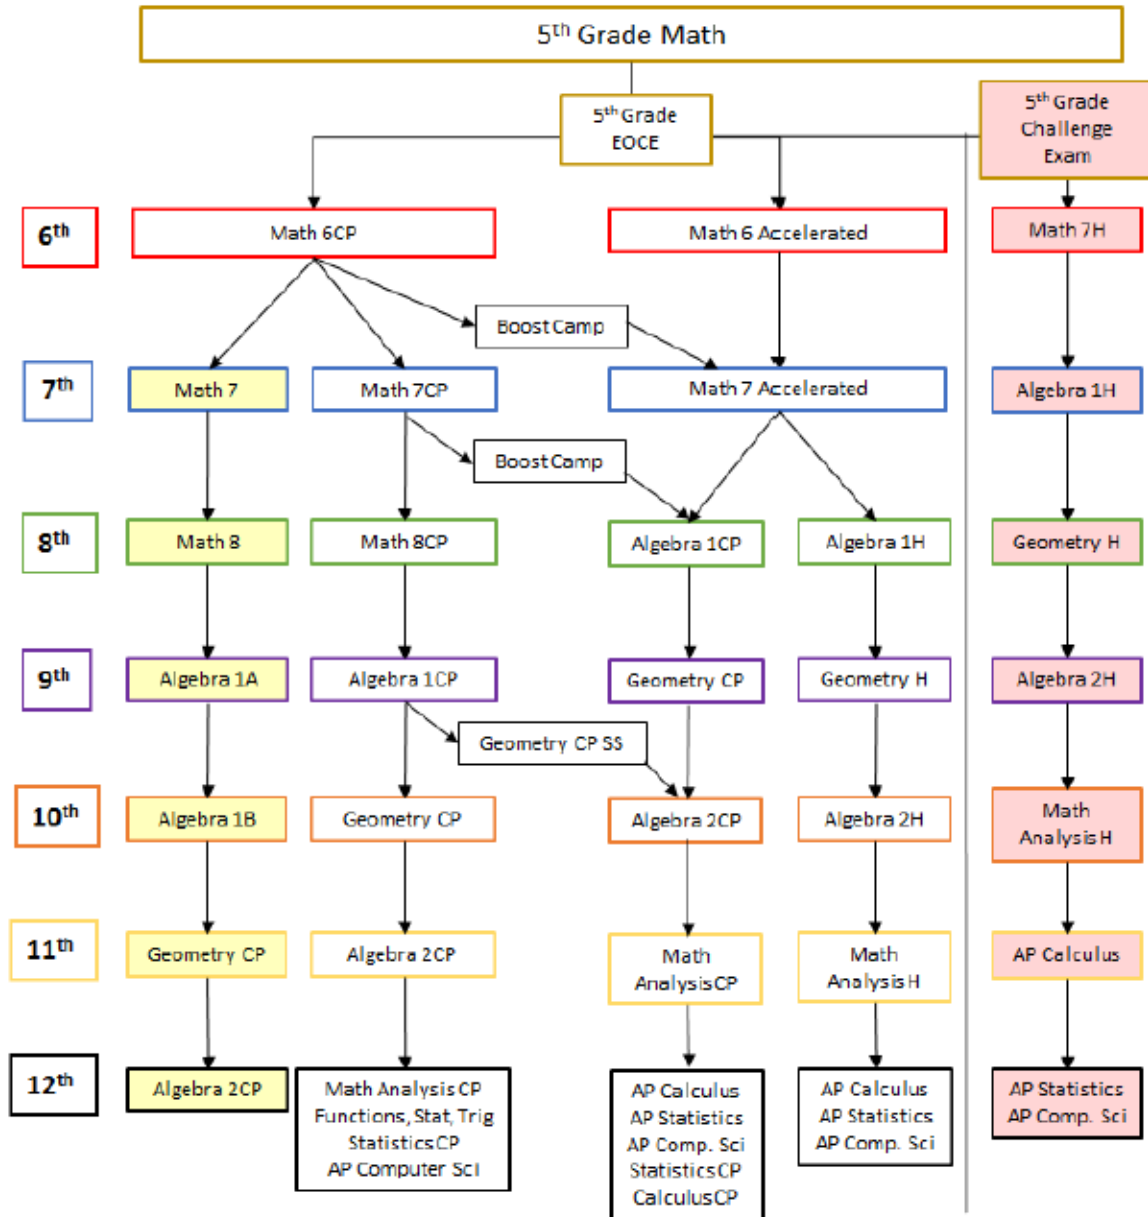 5th Grade Math
5th Grade
EOCE
5th Grade
Challenge
Exam
6th
Math 6CP
Math 6 Accelerated
Math 7H
Boost Camp
7th
Math 7
Math 7CP
Math 7 Accelerated
Algebra 1H
Boost Camp
8th
Math 8
Math 8CP
Algebra 1CP
Algebra 1H
Geometry H
9th
Algebra 1A
Algebra 1CP
Geometry CP
Geometry H
Algebra 2H
Geometry CP SS
10th
Algebra 1B
Geometry CP
Algebra 2CP
Algebra 2H
Math
Analysis H
11th
Geometry CP
Algebra 2CP
Math
Analysis CP
Math
Analysis H
AP Calculus
12th
Algebra 2CP
Math Analysis CP
Functions, Stat, Trig
Statistics CP
AP Computer Sci
AP Calculus
AP Statistics
AP Comp. Sci
Statistics CP
Calculus CP
AP Calculus
AP Statistics
AP Comp. Sci
AP Statistics
AP Comp. Sci